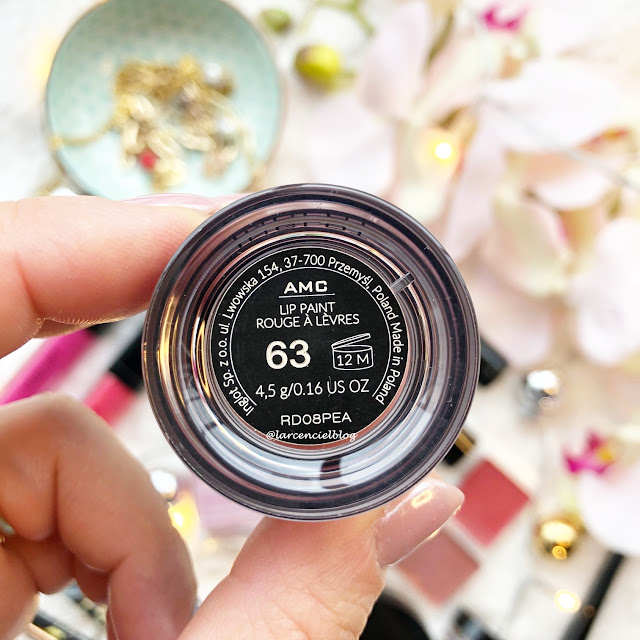 Inglot Sp. z o.o. ul. Lwowska 154, 37-700 Przemyśl, Poland Made in Poland
AMC
LIP PAINT
ROUGE À LÈVRES
63
12 M
4,5 g/0.16 US OZ
RD08PEA
@larcencielblog